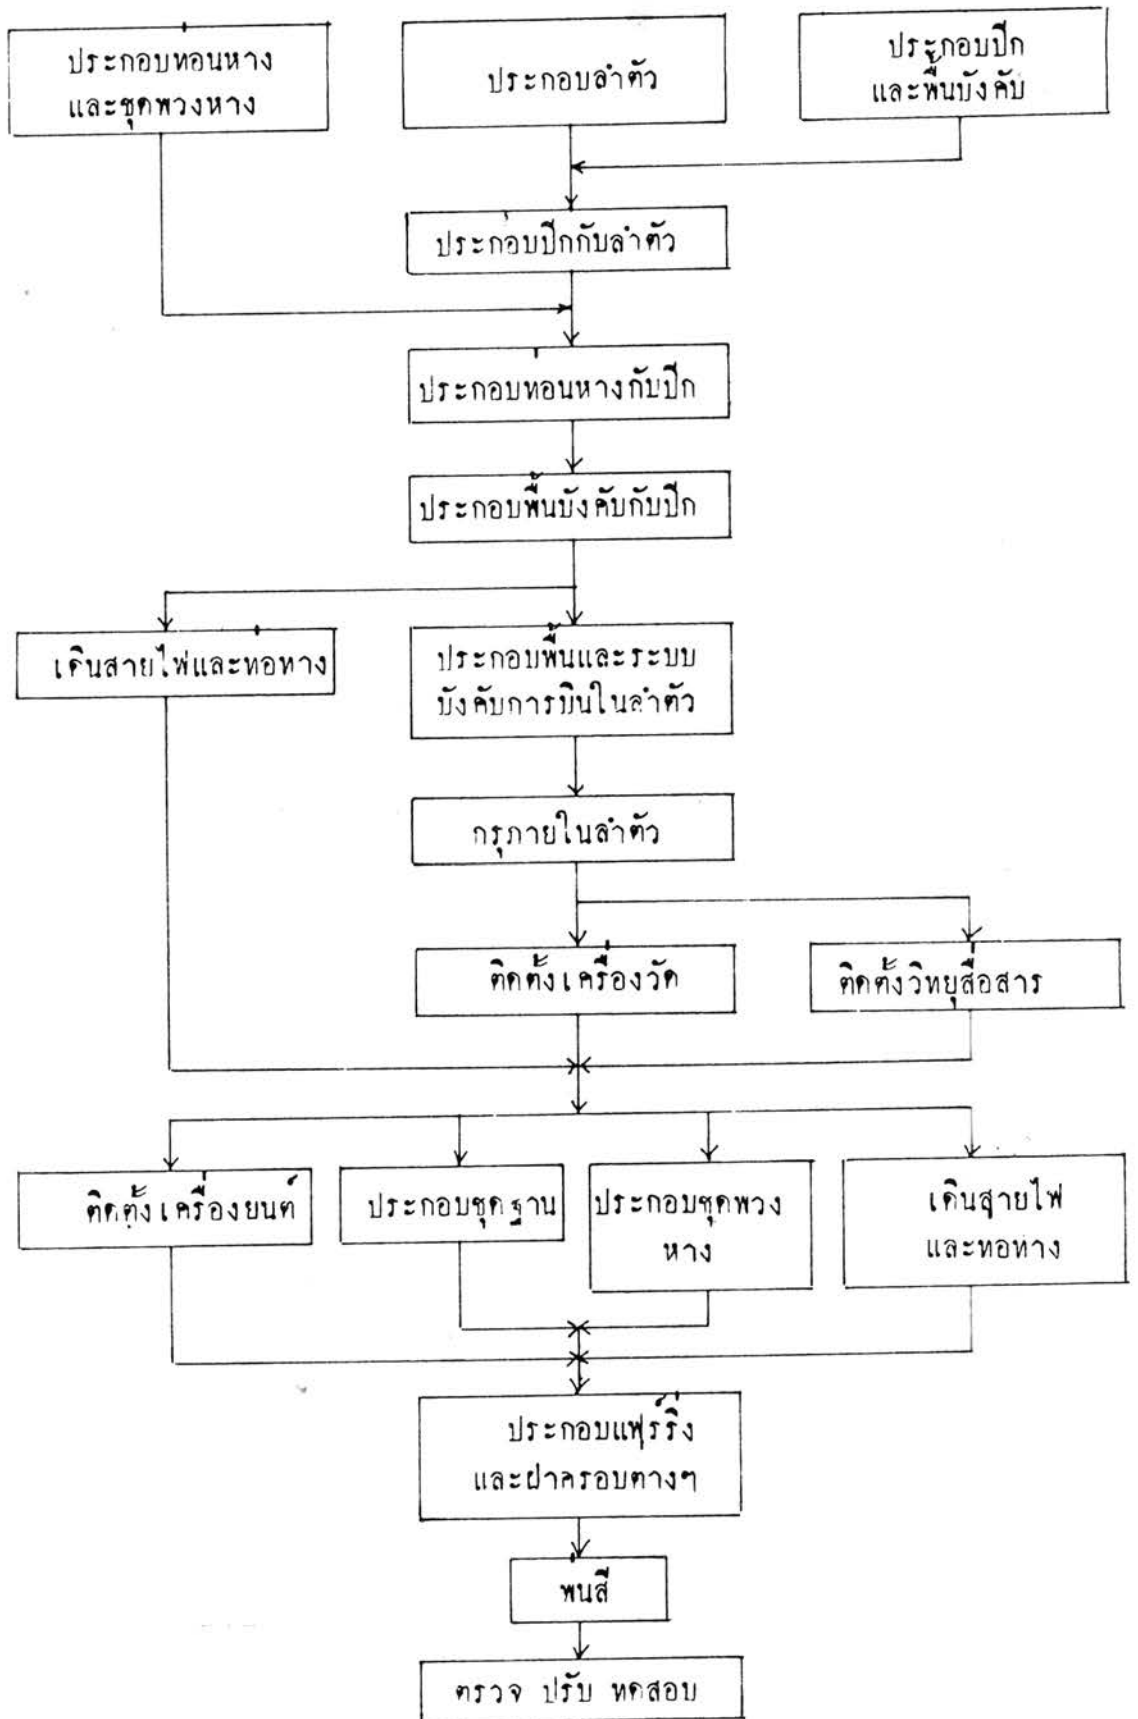 ประกอบท่อนหาง
และชุดพวงหาง
ประกอบลำตัว
ประกอบปีก
และพื้นบังคับ
ประกอบปีกกับลำตัว
ประกอบท่อนหางกับปีก
ประกอบพื้นบังคับกับปีก
เดินสายไฟและท่อทาง
ประกอบพื้นและระบบ
บังคับการบินในลำตัว
กรุภายในลำตัว
ติดตั้งเครื่องวัด
ติดตั้งวิทยุสื่อสาร
ติดตั้งเครื่องยนต์
ประกอบชุดฐาน
ประกอบชุดพวง
หาง
เดินสายไฟ
และทอทาง
ประกอบแฟร์ริ่ง
และฝาครอบตางๆ
พ่นสี
ตรวจ ปรับ ทดสอบ